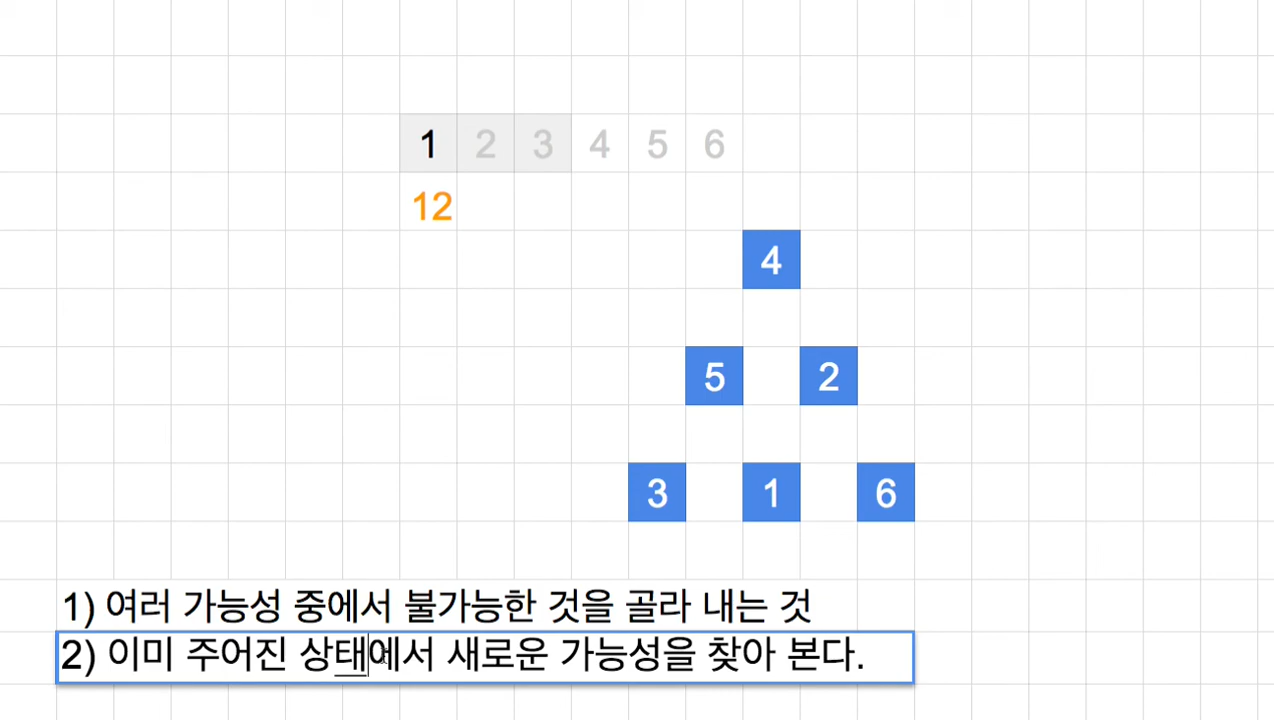 1 2 3 4 5 6
12
4
5 2
3 1 6
1) 여러 가능성 중에서 불가능한 것을 골라 내는 것
2) 이미 주어진 상태에서 새로운 가능성을 찾아 본다.